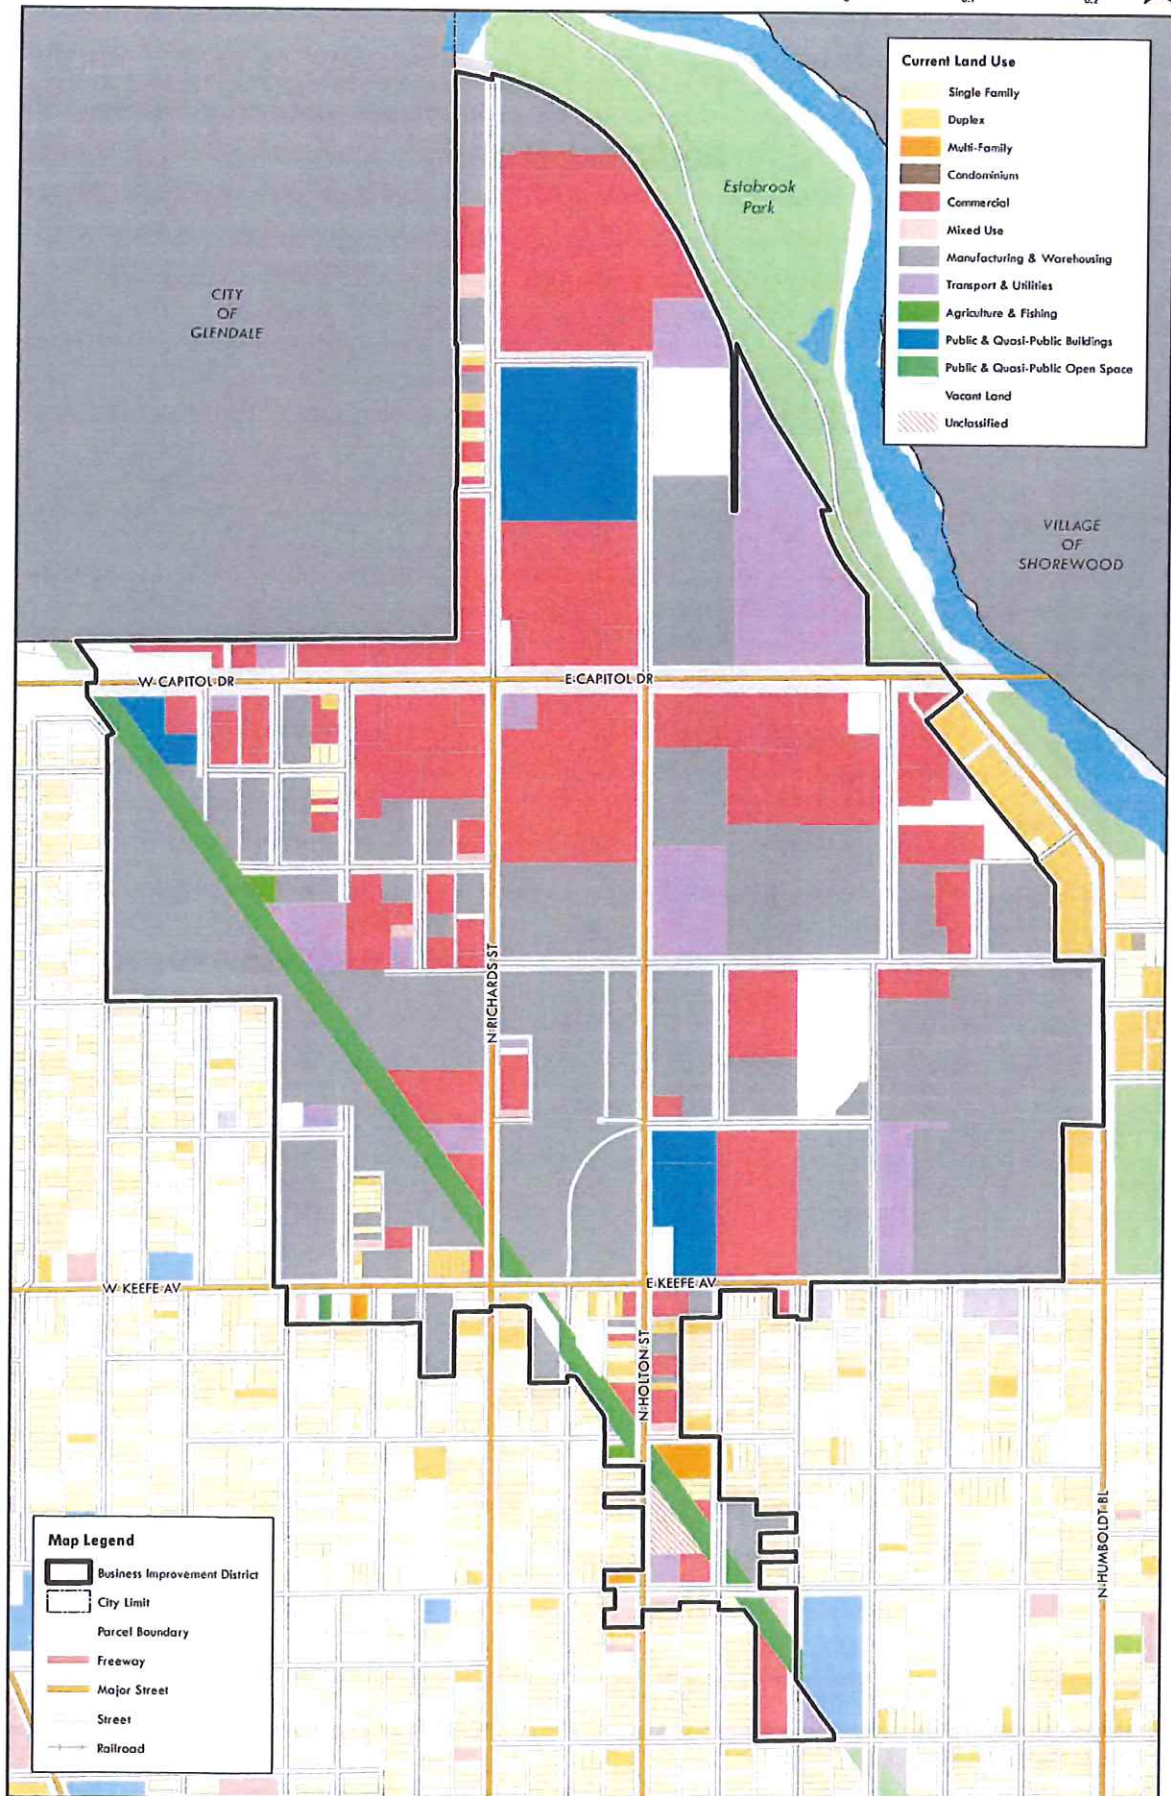 Current Land Use
Single Family
Duplex
Multi-Family
Condominium
Commercial
Mixed Use
Manufacturing & Warehousing
Transport & Utilities
Agriculture & Fishing
Public & Quasi-Public Buildings
Public & Quasi-Public Open Space
Vacant Land
Unclassified
Estabrook
Park
CITY
OF
GLENDALE
VILLAGE
OF
SHOREWOOD
W CAPITOL DR
E CAPITOL DR
N RICHARDS ST
W KEEFE AV
E KEEFE AV
N HOLTON ST
N HUMBOLDT BL
Map Legend
Business Improvement District
City Limit
Parcel Boundary
Freeway
Major Street
Street
Railroad